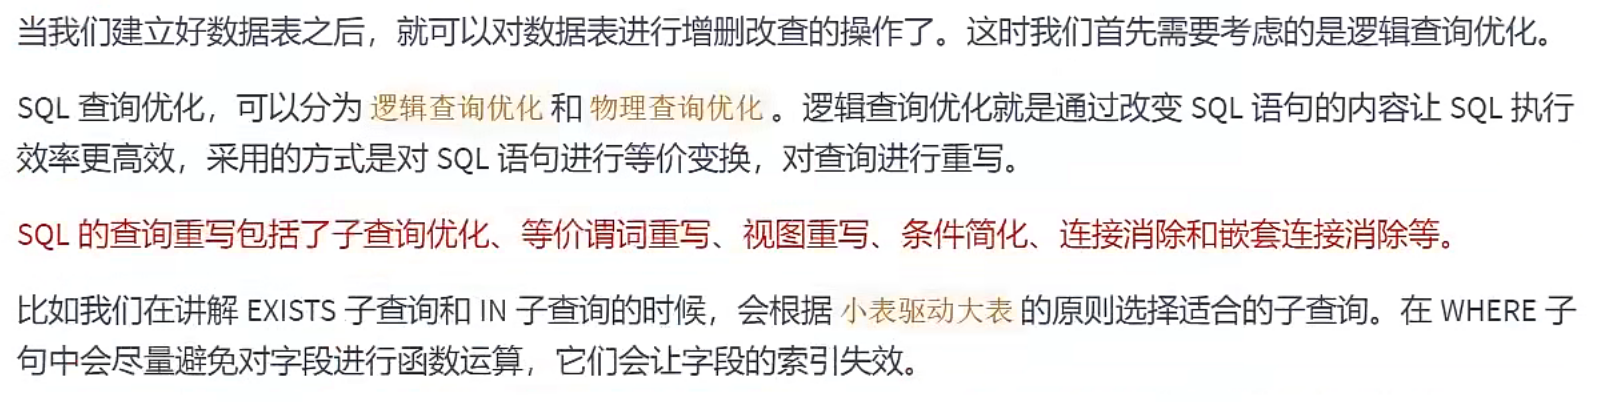 当我们建立好数据表之后，就可以对数据表进行增删改查的操作了。这时我们首先需要考虑的是逻辑查询优化。
SQL 查询优化，可以分为 逻辑查询优化 和 物理查询优化 。逻辑查询优化就是通过改变 SQL 语句的内容让 SQL 执行
效率更高效，采用的方式是对 SQL 语句进行等价变换，对查询进行重写。
SQL 的查询重写包括了子查询优化、等价谓词重写、视图重写、条件简化、连接消除和嵌套连接消除等。
比如我们在讲解 EXISTS 子查询和 IN 子查询的时候，会根据 小表驱动大表 的原则选择适合的子查询。在 WHERE 子
句中会尽量避免对字段进行函数运算，它们会让字段的索引失效。